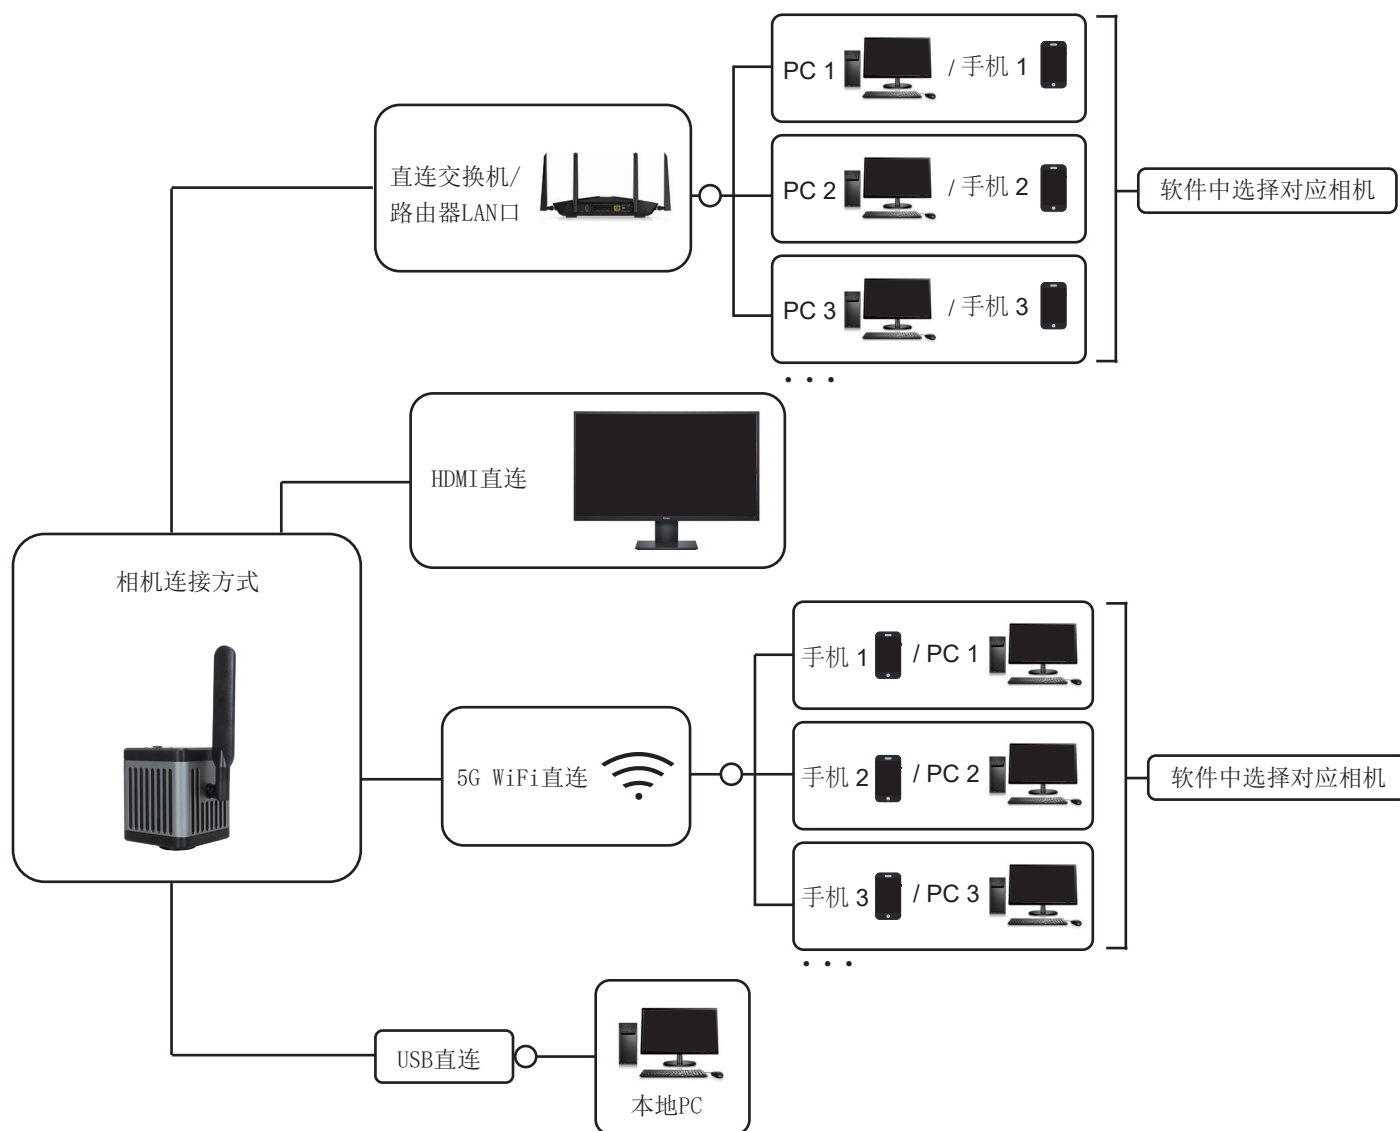 PC 1 / 手机 1
直连交换机/
路由器LAN口
PC 2 / 手机 2
软件中选择对应相机
PC 3 / 手机 3
...
HDMI直连
相机连接方式
手机 1 / PC 1
5G WiFi直连
手机 2 / PC 2
软件中选择对应相机
手机 3 / PC 3
...
USB直连
本地PC